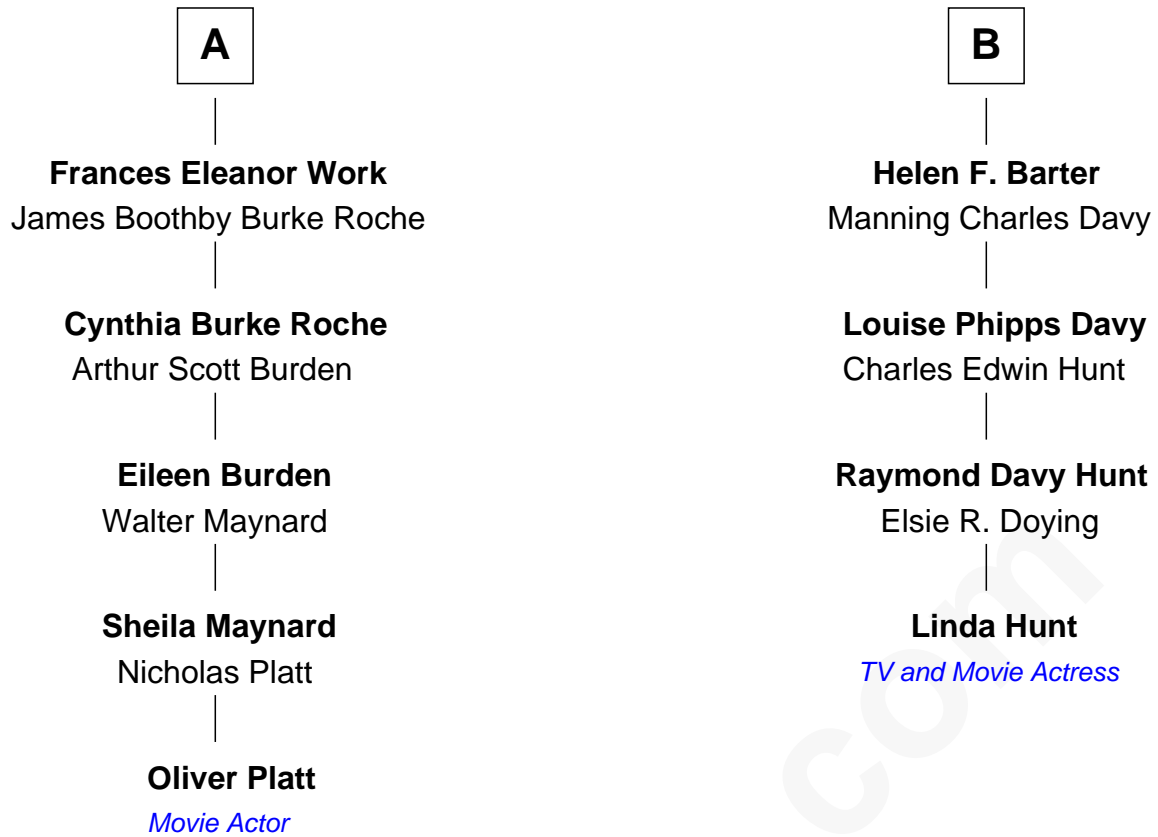 A
Frances Eleanor Work
James Boothby Burke Roche
Cynthia Burke Roche
Arthur Scott Burden
Eileen Burden
Walter Maynard
Sheila Maynard
Nicholas Platt
Oliver Platt
Movie Actor
B
Helen F. Barter
Manning Charles Davy
Louise Phipps Davy
Charles Edwin Hunt
Raymond Davy Hunt
Elsie R. Doying
Linda Hunt
TV and Movie Actress
com